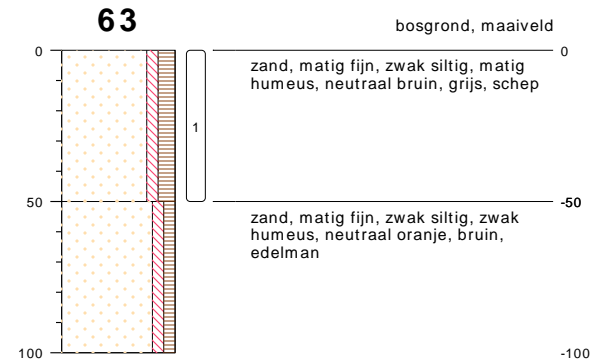 63
bosgrond, maaiveld
0
0
zand, matig fijn, zwak siltig, matig
humeus, neutraal bruin, grijs, schep
1
50
-50
zand, matig fijn, zwak siltig, zwak
humeus, neutraal oranje, bruin,
edelman
100
-100